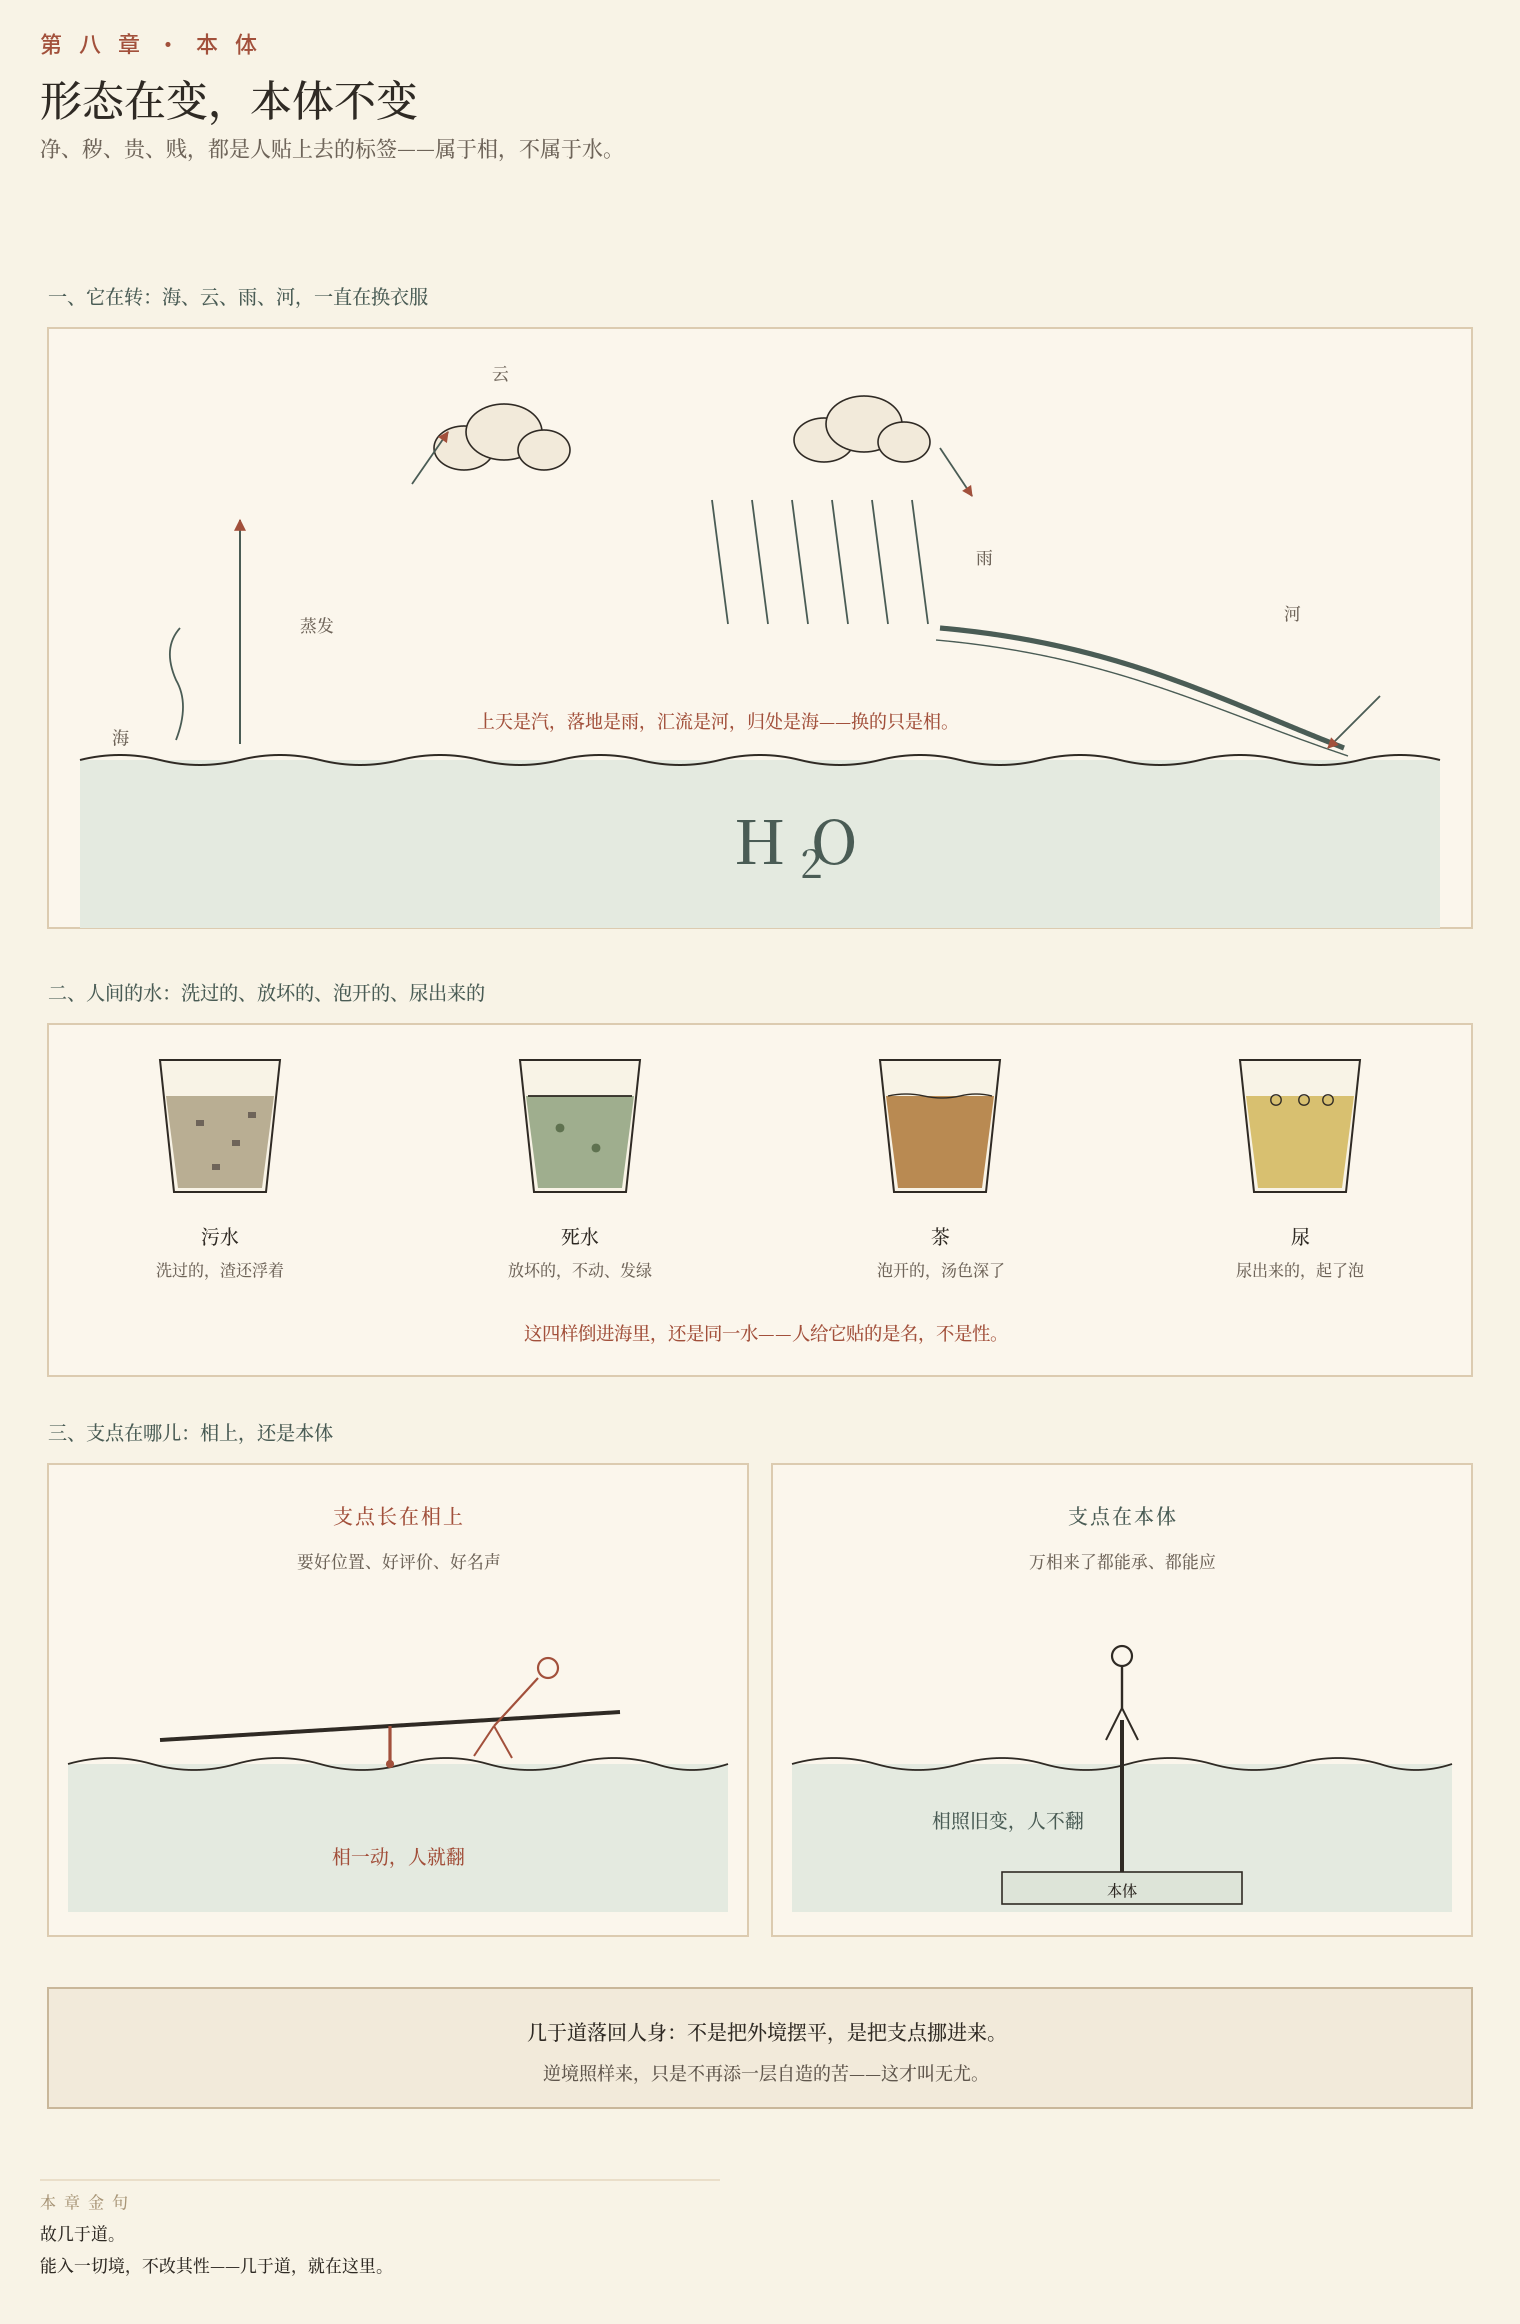 第八章·本体
形态在变，本体不变
净、秽、贵、贱，都是人贴上去的标签——属于相，不属于水。
一、它在转：海、云、雨、河，一直在换衣服
云
雨
河
蒸发
海
上天是汽，落地是雨，汇流是河，归处是海——换的只是相。
H2O
二、人间的水：洗过的、放坏的、泡开的、尿出来的
污水
洗过的，渣还浮着
死水
放坏的，不动、发绿
茶
泡开的，汤色深了
尿
尿出来的，起了泡
这四样倒进海里，还是同一水——人给它贴的是名，不是性。
三、支点在哪儿：相上，还是本体
支点长在相上
要好位置、好评价、好名声
相一动，人就翻
支点在本体
万相来了都能承、都能应
相照旧变，人不翻
本体
几于道落回人身：不是把外境摆平，是把支点挪进来。
逆境照样来，只是不再添一层自造的苦——这才叫无尤。
本章金句
故几于道。
能入一切境，不改其性——几于道，就在这里。